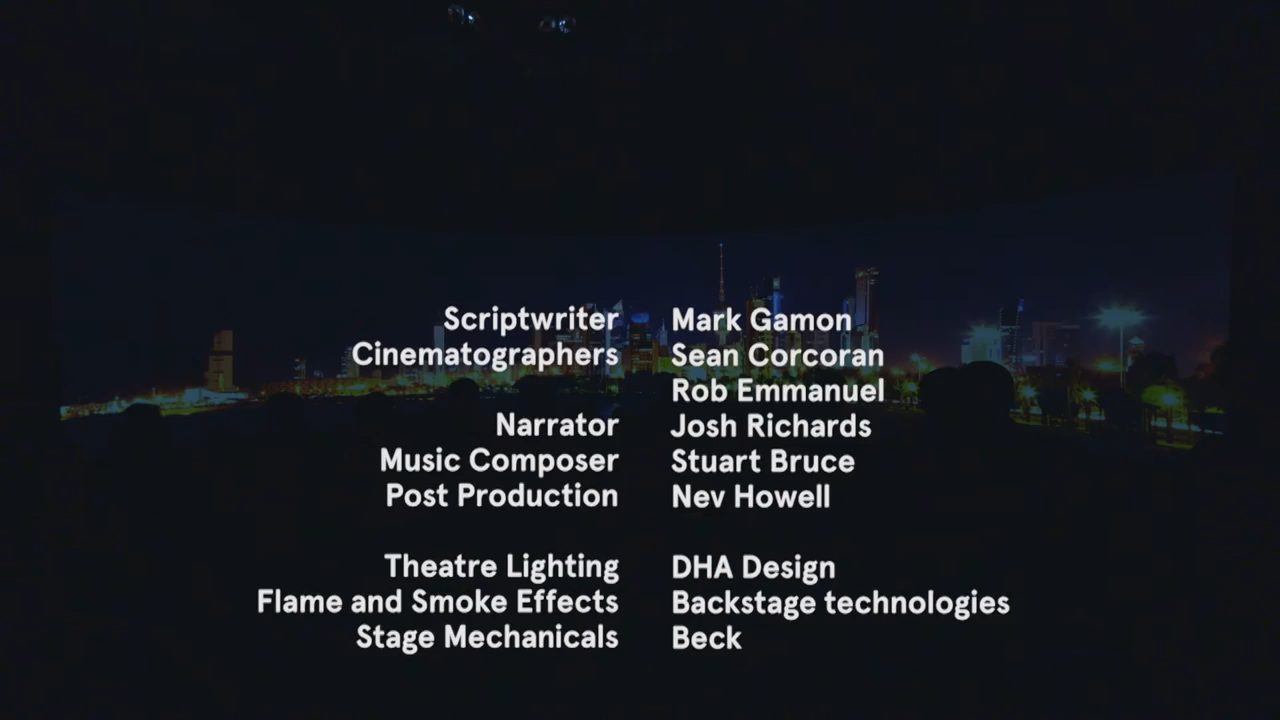 Scriptwriter Mark Gamon
Cinematographers Sean Corcoran
Rob Emmanuel
Narrator Josh Richards
Music Composer Stuart Bruce
Post Production Nev Howell
Theatre Lighting DHA Design
Flame and Smoke Effects Backstage technologies
Stage Mechanicals Beck